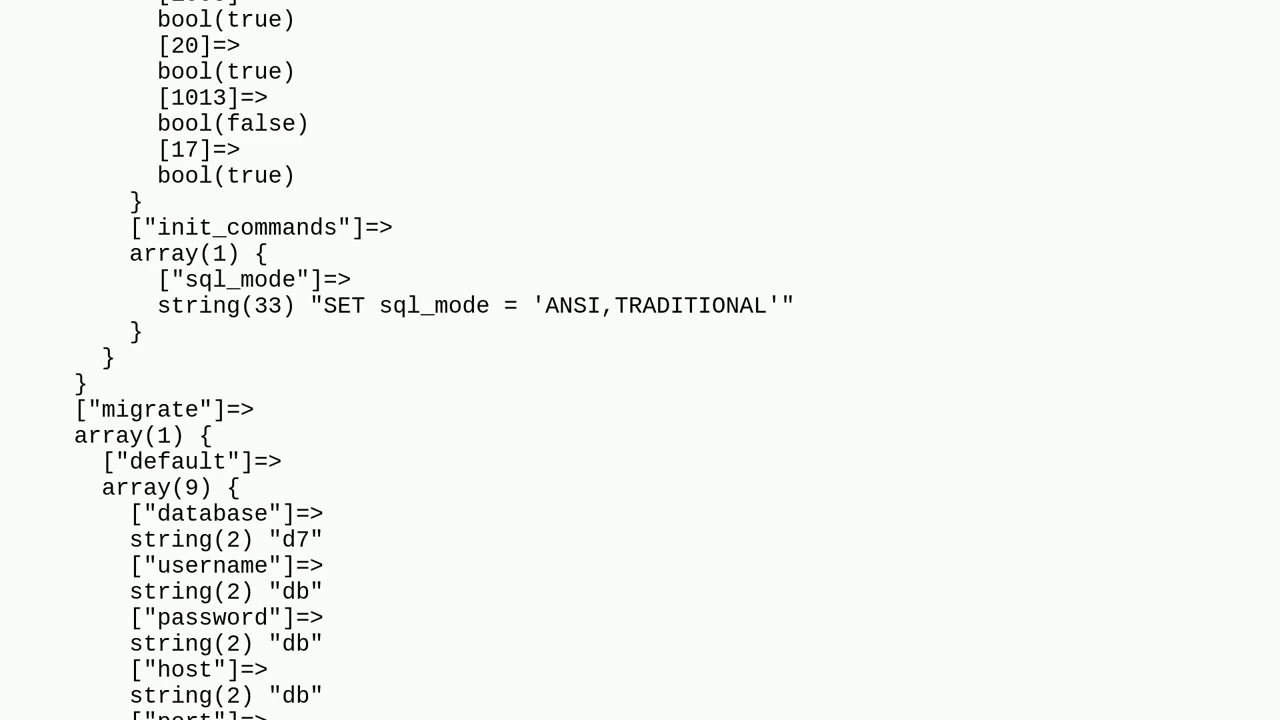 bool(true)
[20]=>
bool(true)
[1013]=>
bool(false)
[17]=>
bool(true)
}
["init_commands"]=>
array(1) {
["sql_mode"]=>
string(33) "SET sql_mode = 'ANSI,TRADITIONAL'"
}
}
}
["migrate"]=>
array(1) {
["default"]=>
array(9) {
["database"]=>
string(2) "d7"
["username"]=>
string(2) "db"
["password"]=>
string(2) "db"
["host"]=>
string(2) "db"
["port"]=>